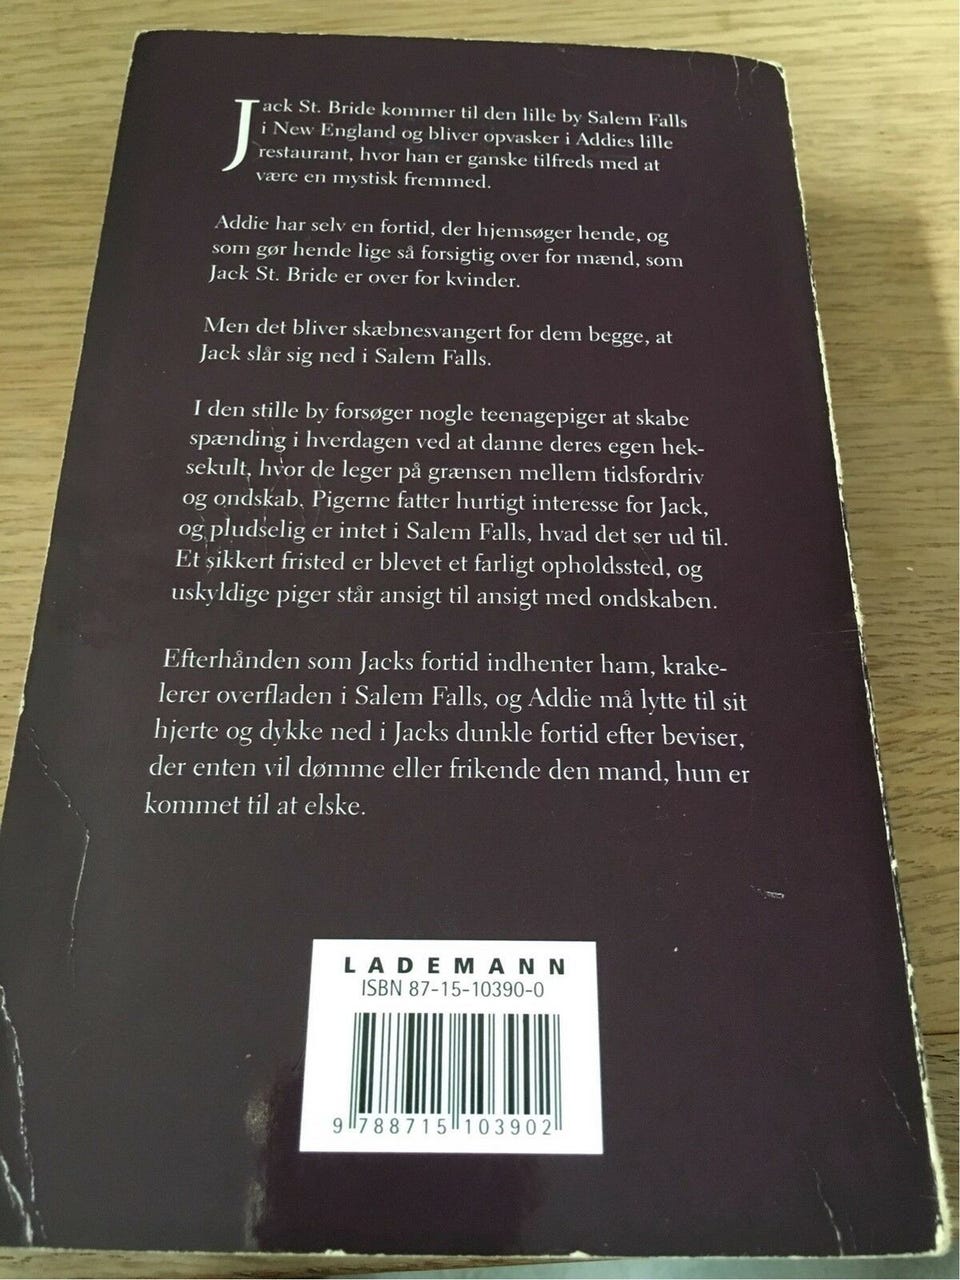 Jack St. Bride kommer til den lille by Salem Falls
i New England og bliver opvasker i Addies lille
restaurant, hvor han er ganske tilfreds med at
være en mystisk fremmed.
Addie har selv en fortid, der hjemsøger hende, og
som gør hende lige så forsigtig over for mænd, som
Jack St. Bride er over for kvinder.
Men det bliver skæbnesvangert for dem begge, at
Jack slår sig ned i Salem Falls.
I den stille by forsøger nogle teenagepiger at skabe
spænding i hverdagen ved at danne deres egen hek-
sekult, hvor de leger på grænsen mellem tidsfordriv
og ondskab. Pigerne fatter hurtigt interesse for Jack,
og pludselig er intet i Salem Falls, hvad det ser ud til.
Et sikkert fristed er blevet et farligt opholdssted, og
uskyldige piger står ansigt til ansigt med ondskaben.
Efterhånden som Jacks fortid indhenter ham, krake-
lerer overfladen i Salem Falls, og Addie må lytte til sit
hjerte og dykke ned i Jacks dunkle fortid efter beviser,
der enten vil dømme eller frikende den mand, hun er
kommet til at elske.
LADEMANN
ISBN 87-15-10390-0
9 788715 103902